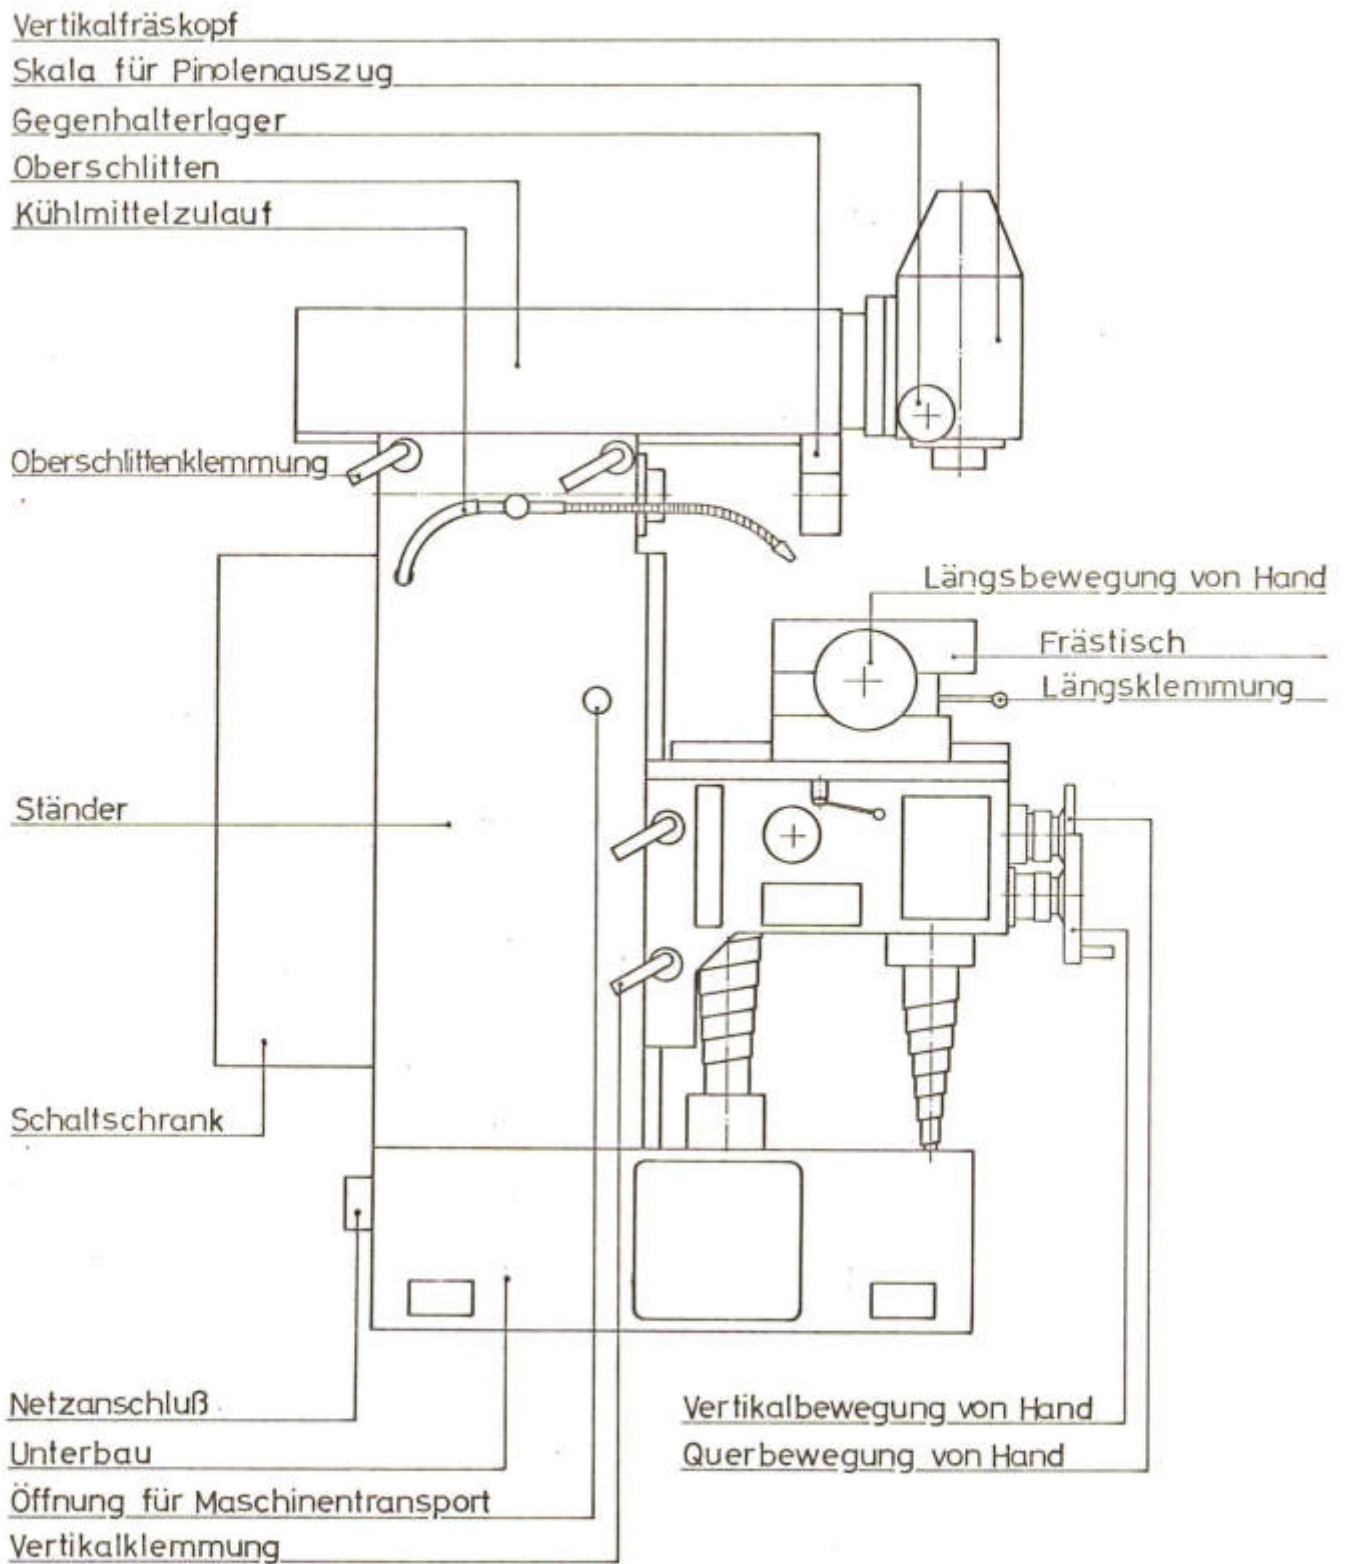 Vertikalfräskopf
Skala für Pinolenauszug
Gegenhalterlager
Oberschlitten
Kühlmittelzulauf
Oberschlittenklemmung
Längsbewegung von Hand
Frästisch
Längsklemmung
Ständer
Schaltschrank
Netzanschluß
Unterbau
Öffnung für Maschinentransport
Vertikalklemmung
Vertikalbewegung von Hand
Querbewegung von Hand